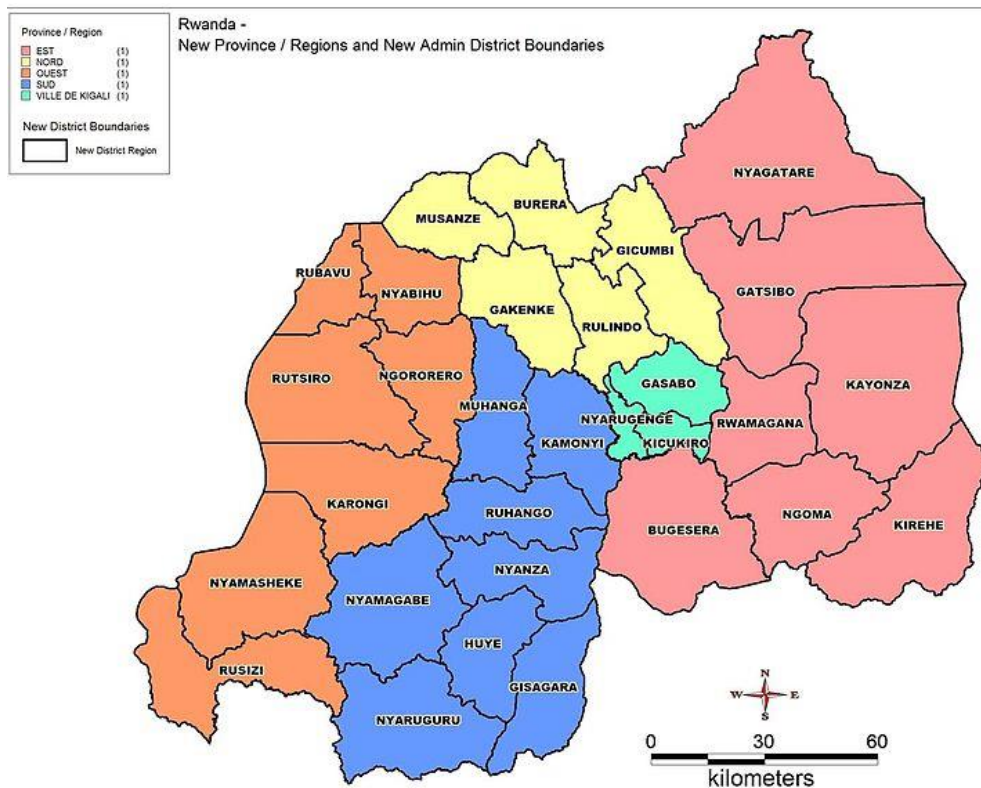 Rwanda -
New Province / Regions and New Admin District Boundaries
Province / Region
EST (1)
NORD (1)
OUEST (1)
SUD (1)
VILLE DE KIGALI (1)
New District Boundaries
New District Region
NYAGATARE
BURERA
MUSANZE
GICUMBI
RUBAVU
NYABIHU
GATSIBO
GAKENKE
RULINDO
RUTSIRO
NGORORERO
GASABO
KAYONZA
MUHANGA
NYARUGENGE
RWAMAGANA
KAMONYI
KICUKIRO
KARONGI
RUHANGO
NGOMA
BUGESERA
KIREHE
NYANZA
NYAMASHEKE
NYAMAGABE
HUYE
RUSIZI
GISAGARA
NYARUGURU
N
W E
S
0 30 60
kilometers